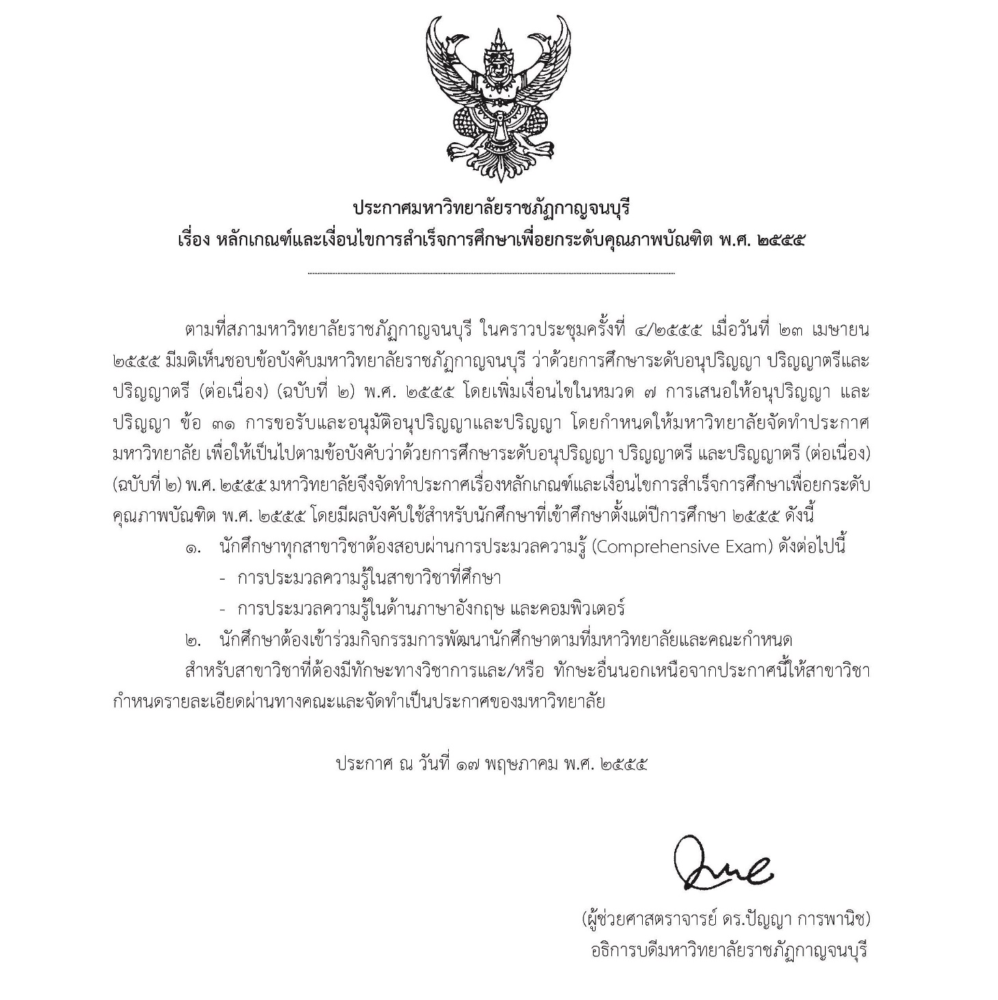 ประกาศมหาวิทยาลัยราชภัฏกาญจนบุรี
เรื่อง หลักเกณฑ์และเงื่อนไขการสำเร็จการศึกษาเพื่อยกระดับคุณภาพบัณฑิต พ.ศ. ๒๕๕๕
ตามที่สภามหาวิทยาลัยราชภัฏกาญจนบุรี ในคราวประชุมครั้งที่ ๔/๒๕๕๕ เมื่อวันที่ ๒๓ เมษายน
๒๕๕๕ มีมติเห็นชอบข้อบังคับมหาวิทยาลัยราชภัฏกาญจนบุรี ว่าด้วยการศึกษาระดับอนุปริญญา ปริญญาตรีและ
ปริญญาตรี (ต่อเนื่อง) (ฉบับที่ ๒) พ.ศ. ๒๕๕๕ โดยเพิ่มเงื่อนไขในหมวด ๗ การเสนอให้อนุปริญญา และ
ปริญญา ข้อ ๓๑ การขอรับและอนุมัติอนุปริญญาและปริญญา โดยกำหนดให้มหาวิทยาลัยจัดทำประกาศ
มหาวิทยาลัย เพื่อให้เป็นไปตามข้อบังคับว่าด้วยการศึกษาระดับอนุปริญญา ปริญญาตรี และปริญญาตรี (ต่อเนื่อง)
(ฉบับที่ ๒) พ.ศ. ๒๕๕๕ มหาวิทยาลัยจึงจัดทำประกาศเรื่องหลักเกณฑ์และเงื่อนไขการสำเร็จการศึกษาเพื่อยกระดับ
คุณภาพบัณฑิต พ.ศ. ๒๕๕๕ โดยมีผลบังคับใช้สำหรับนักศึกษาที่เข้าศึกษาตั้งแต่ปีการศึกษา ๒๕๕๕ ดังนี้
๑. นักศึกษาทุกสาขาวิชาต้องสอบผ่านการประมวลความรู้ (Comprehensive Exam) ดังต่อไปนี้
- การประมวลความรู้ในสาขาวิชาที่ศึกษา
- การประมวลความรู้ในด้านภาษาอังกฤษ และคอมพิวเตอร์
๒. นักศึกษาต้องเข้าร่วมกิจกรรมการพัฒนานักศึกษาตามที่มหาวิทยาลัยและคณะกำหนด
สำหรับสาขาวิชาที่ต้องมีทักษะทางวิชาการและ/หรือ ทักษะอื่นนอกเหนือจากประกาศนี้ให้สาขาวิชา
กำหนดรายละเอียดผ่านทางคณะและจัดทำเป็นประกาศของมหาวิทยาลัย
ประกาศ ณ วันที่ ๑๗ พฤษภาคม พ.ศ. ๒๕๕๕
(ผู้ช่วยศาสตราจารย์ ดร.ปัญญา การพานิช)
อธิการบดีมหาวิทยาลัยราชภัฏกาญจนบุรี